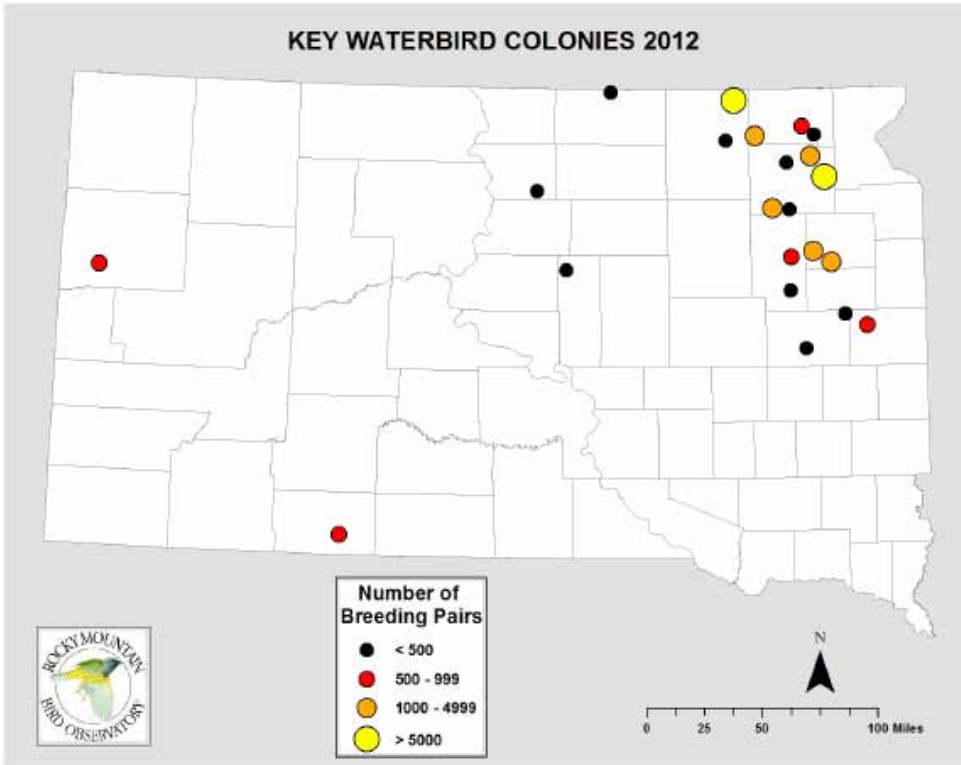 KEY WATERBIRD COLONIES 2012
Number of
Breeding Pairs
< 500
500 - 999
1000 - 4999
> 5000
ROCKY MOUNTAIN
BIRD OBSERVATORY
N
0 25 50 100 Miles